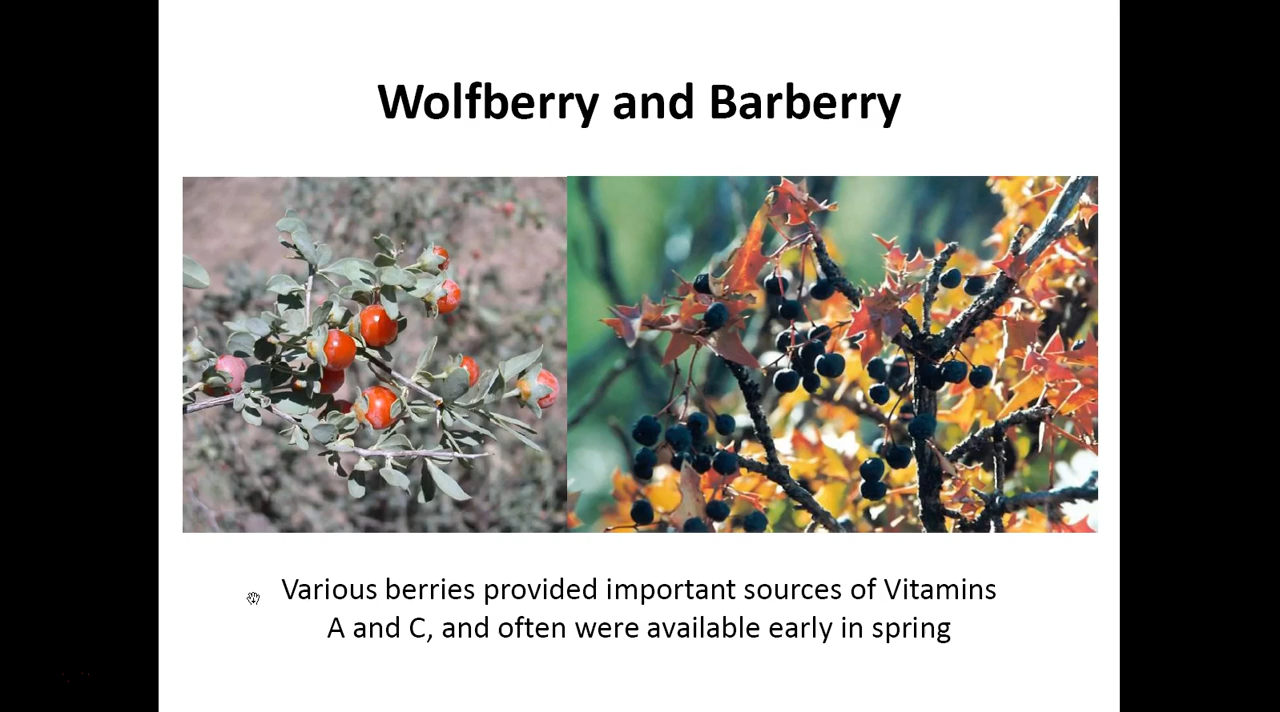 Wolfberry and Barberry
Various berries provided important sources of Vitamins
A and C, and often were available early in spring